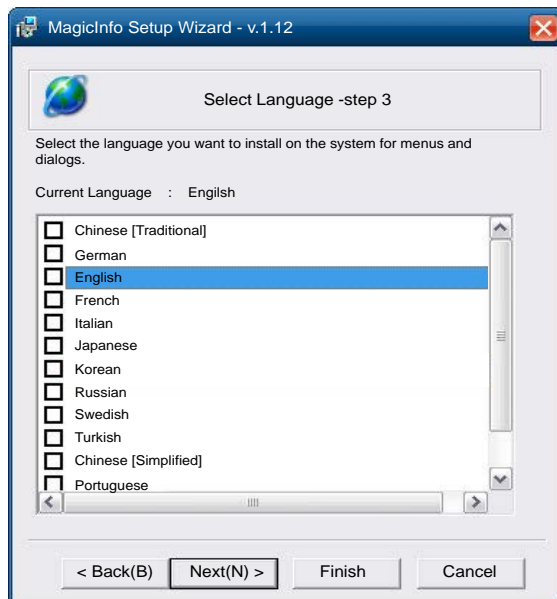 MagicInfo Setup Wizard - v.1.12
Select Language -step 3
Select the language you want to install on the system for menus and
dialogs.
Current Language : Engilsh
Chinese [Traditional]
German
English
French
Italian
Japanese
Korean
Russian
Swedish
Turkish
Chinese [Simplified]
Portuguese
< Back(B) Next(N) > Finish Cancel